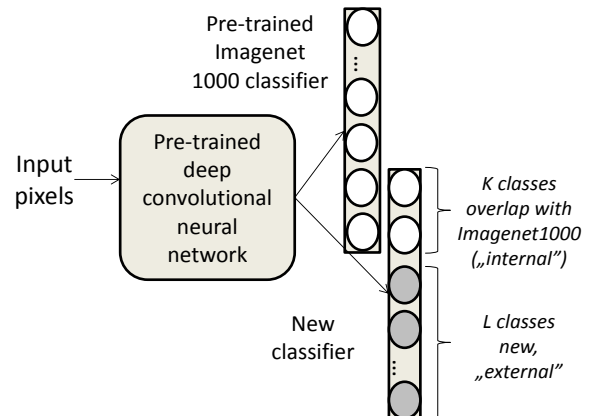 Pre-trained
Imagenet
1000 classifier
...
Input
pixels
Pre-trained
deep
convolutional
neural
network
K classes
overlap with
Imagenet1000
(„internal”)
New
classifier
L classes
new,
„external”
...